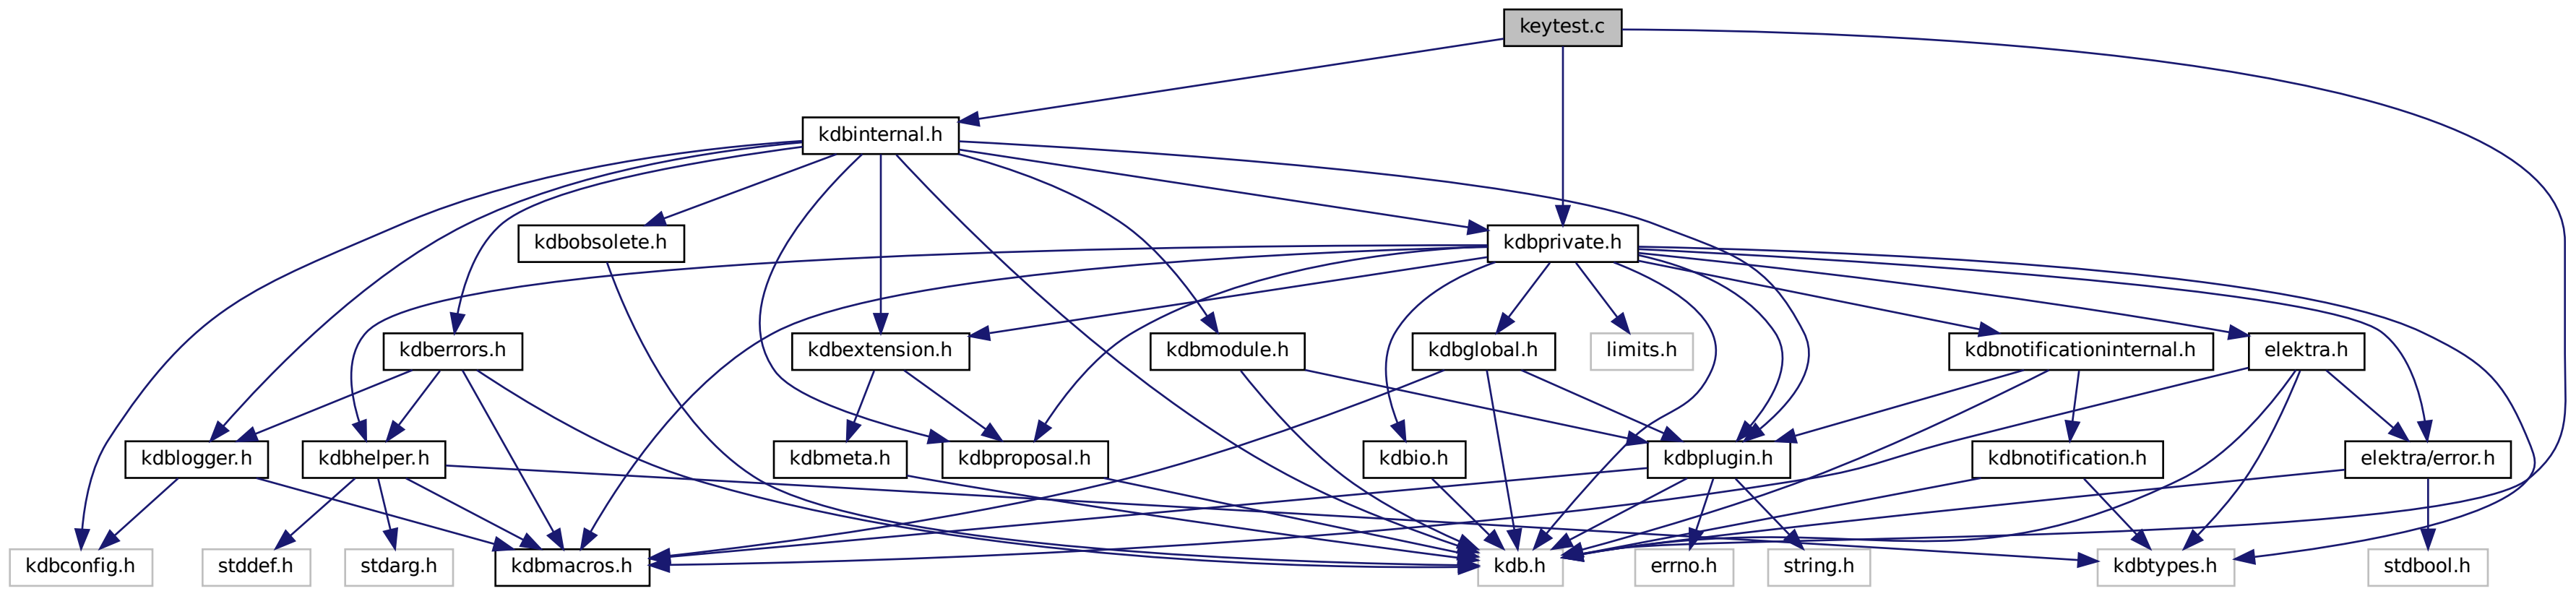 keytest.c
kdbinternal.h
kdbobsolete.h
kdbprivate.h
kdberrors.h
kdbextension.h
kdbmodule.h
kdbglobal.h
limits.h
kdbnotificationinternal.h
elektra.h
kdblogger.h
kdbhelper.h
kdbmeta.h
kdbproposal.h
kdbio.h
kdbplugin.h
kdbnotification.h
elektra/error.h
kdbconfig.h
stddef.h
stdarg.h
kdbmacros.h
kdb.h
errno.h
string.h
kdbtypes.h
stdbool.h